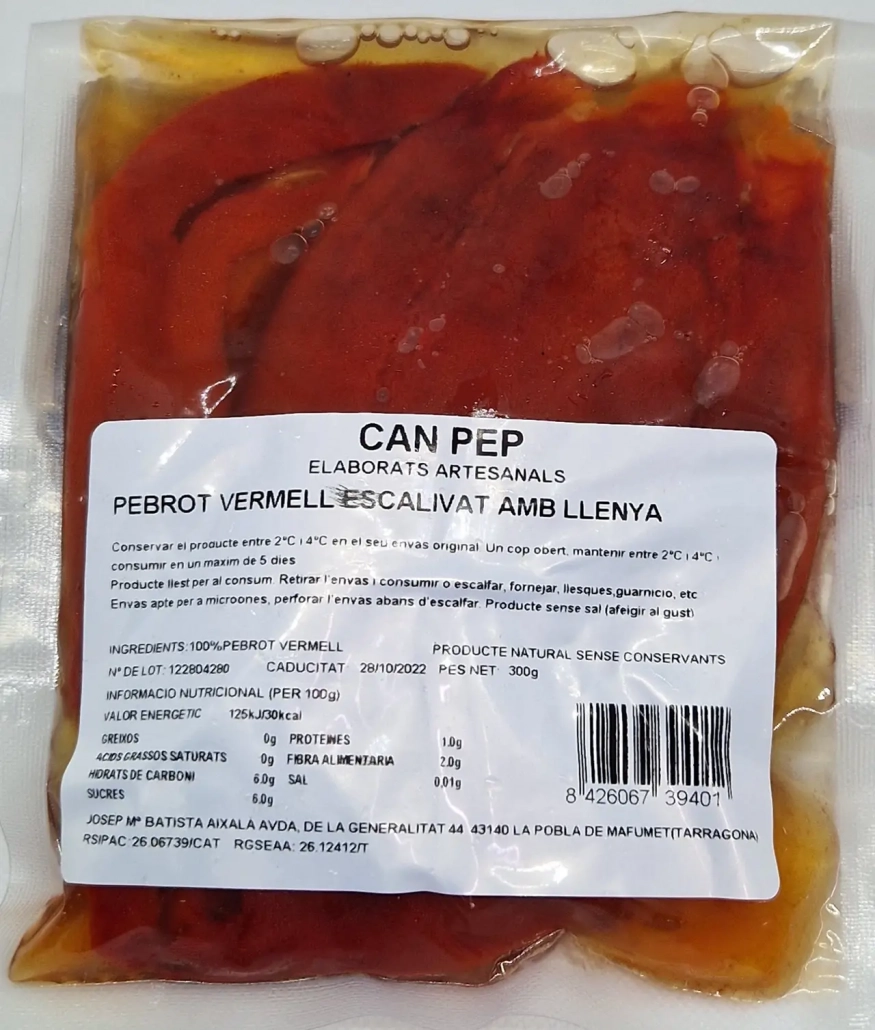 CAN PEP
ELABORATS ARTESANALS
PEBROT VERMELL ESCALIVAT AMB LLENYA
Conservar el producte entre 2ºC i 4ºC en el seu envas original. Un cop obert, mantenir entre 2ºC i 4ºC i
consumir en un maxim de 5 dies
Producte llest per al consum. Retirar l'envas i consumir o escalfar, fornejar, llesques,guarnicio, etc
Envas apte per a microones, perforar l'envas abans d'escalfar. Producte sense sal (afeigir al gust)
INGREDIENTS:100%PEBROT VERMELL PRODUCTE NATURAL SENSE CONSERVANTS
Nº DE LOT: 122804280 CADUCITAT 28/10/2022 PES NET 300g
INFORMACIO NUTRICIONAL (PER 100g)
VALOR ENERGETIC 125kJ/30kcal
GREIXOS 0g PROTEINES 1.0g
ACIDS GRASSOS SATURATS 0g FIBRA ALIMENTARIA 2.0g
HIDRATS DE CARBONI 6.0g SAL 0,01g
SUCRES 6.0g
8 426067 39401
JOSEP Mª BATISTA AIXALA AVDA, DE LA GENERALITAT 44 43140 LA POBLA DE MAFUMET(TARRAGONA)
RSIPAC:26.06739/CAT RGSEAA: 26.12412/T